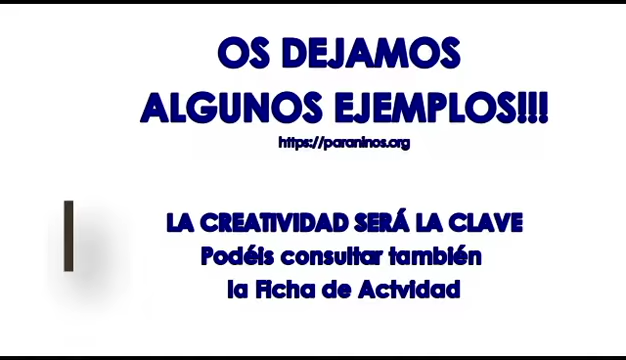 OS DEJAMOS
ALGUNOS EJEMPLOS!!!
https://paraninos.org
LA CREATIVIDAD SERÁ LA CLAVE
Podéis consultar también
la Ficha de Actvidad